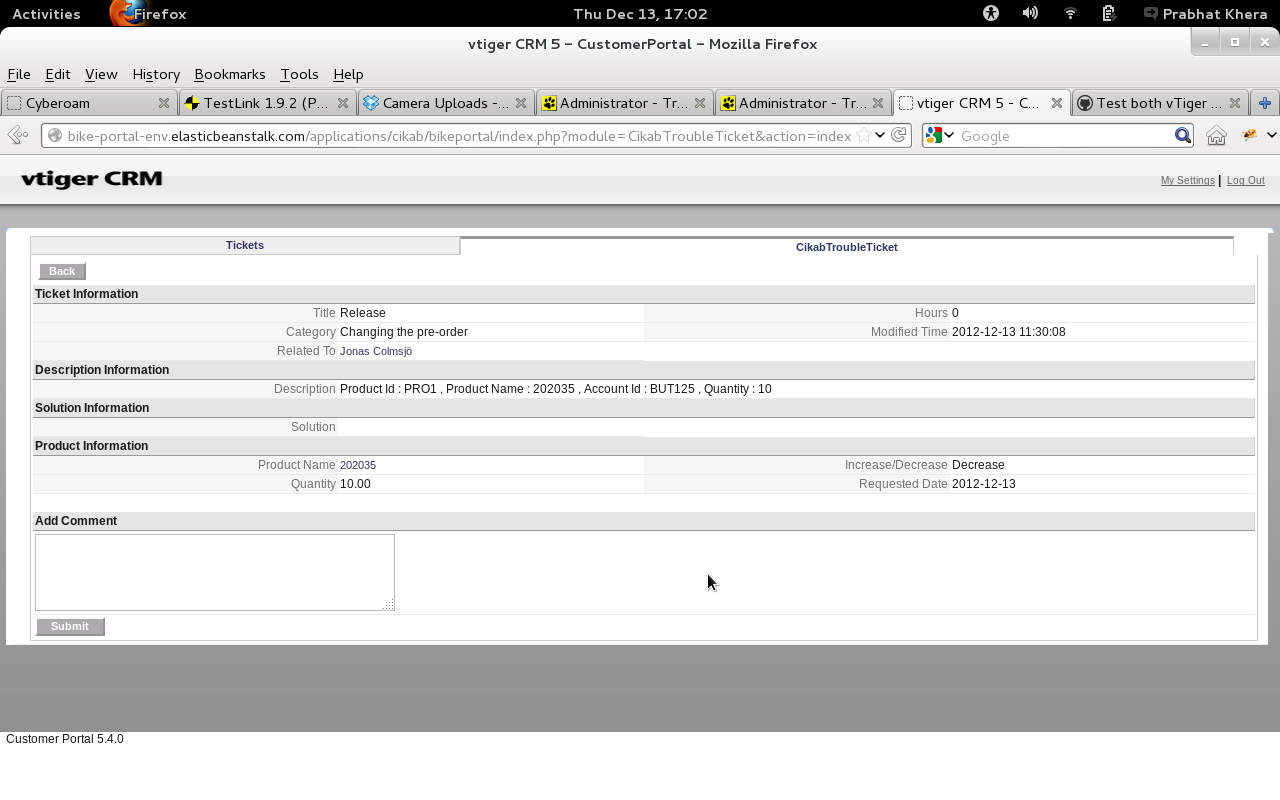 Activities Firefox Thu Dec 13, 17:02 Prabhat Khera
vtiger CRM 5 – CustomerPortal – Mozilla Firefox
File Edit View History Bookmarks Tools Help
Cyberoam TestLink 1.9.2 (P... Camera Uploads -... Administrator - Tr... Administrator - Tr... vtiger CRM 5 - C... Test both vTiger ...
bike-portal-env.elasticbeanstalk.com/applications/cikab/bikeportal/index.php?module=CikabTroubleTicket&action=index Google
vtiger CRM My Settings | Log Out
Tickets CikabTroubleTicket
Back
Ticket Information
Title Release Hours 0
Category Changing the pre-order Modified Time 2012-12-13 11:30:08
Related To Jonas Colmsjö
Description Information
Description Product Id : PRO1 , Product Name : 202035 , Account Id : BUT125 , Quantity : 10
Solution Information
Solution
Product Information
Product Name 202035 Increase/Decrease Decrease
Quantity 10.00 Requested Date 2012-12-13
Add Comment
Submit
Customer Portal 5.4.0